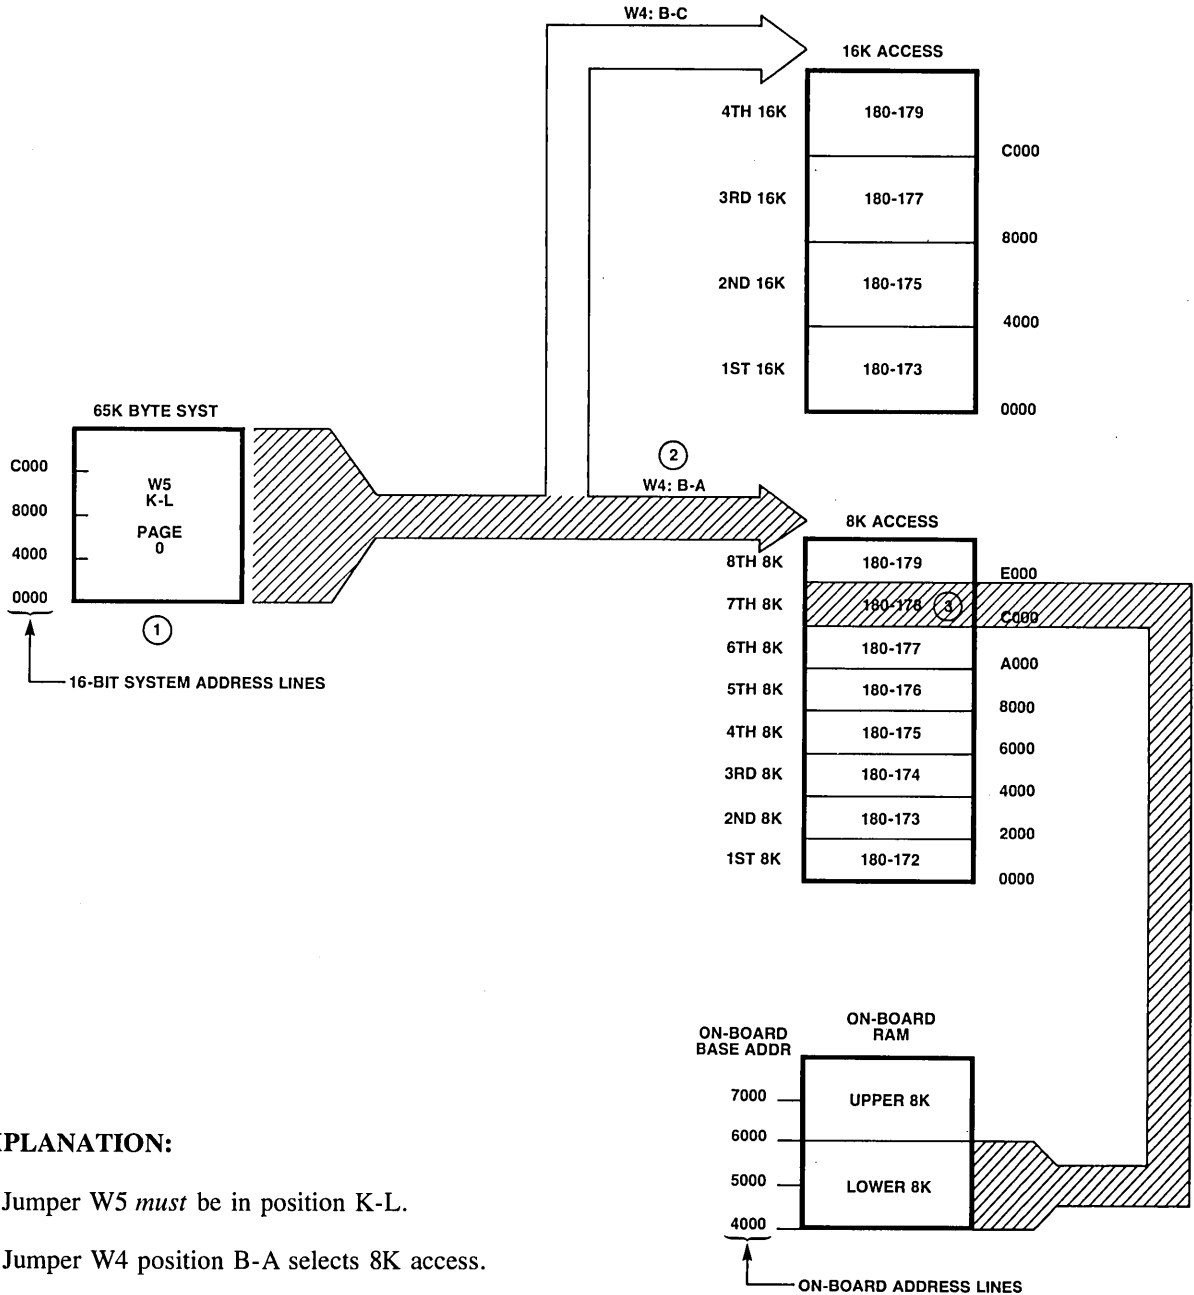 W4: B-C
16K ACCESS
4TH 16K 180-179
C000
3RD 16K 180-177
8000
2ND 16K 180-175
4000
1ST 16K 180-173
0000
65K BYTE SYST
C000
8000
4000
0000
W5
K-L
PAGE
0
1
16-BIT SYSTEM ADDRESS LINES
2
W4: B-A
8K ACCESS
8TH 8K 180-179
E000
7TH 8K 180-178 3
C000
6TH 8K 180-177
A000
5TH 8K 180-176
8000
4TH 8K 180-175
6000
3RD 8K 180-174
4000
2ND 8K 180-173
2000
1ST 8K 180-172
0000
ON-BOARD
BASE ADDR
ON-BOARD
RAM
7000
UPPER 8K
6000
5000
LOWER 8K
4000
ON-BOARD ADDRESS LINES
PLANATION:
Jumper W5 must be in position K-L.
Jumper W4 position B-A selects 8K access.